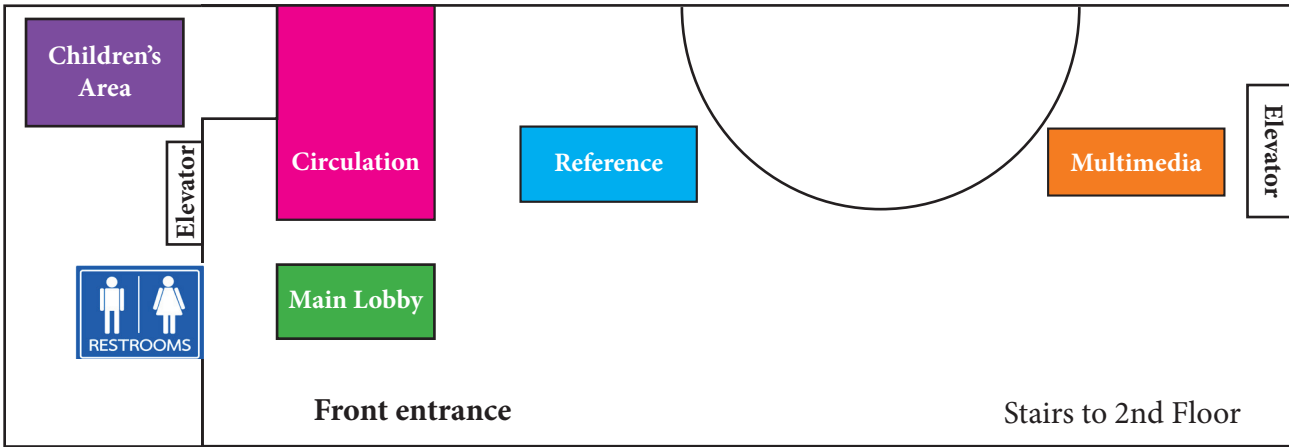 Children's
Area
Elevator
Circulation
Reference
Multimedia
Elevator
RESTROOMS
Main Lobby
Front entrance
Stairs to 2nd Floor